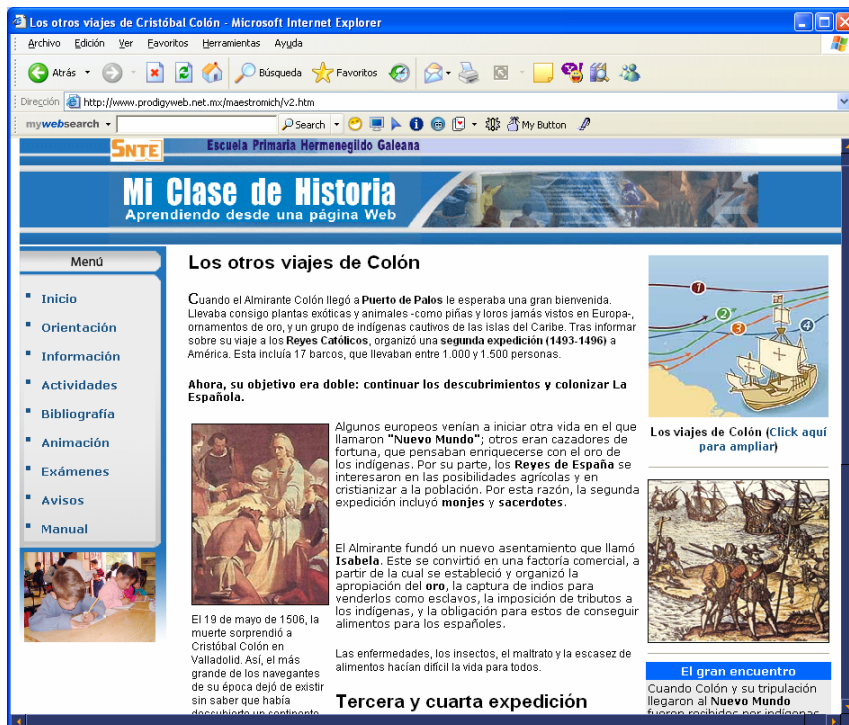 Los otros viajes de Cristóbal Colón - Microsoft Internet Explorer
Archivo Edición Ver Favoritos Herramientas Ayuda
Atrás Búsqueda Favoritos
Dirección http://www.prodigyweb.net.mx/maestromich/v2.htm
mywebsearch Search My Button
SNTE Escuela Primaria Hermenegildo Galeana
Mi Clase de Historia
Aprendiendo desde una página Web
Menú
Inicio
Orientación
Información
Actividades
Bibliografía
Animación
Exámenes
Avisos
Manual
Los otros viajes de Colón
Cuando el Almirante Colón llegó a Puerto de Palos le esperaba una gran bienvenida.
Llevaba consigo plantas exóticas y animales -como piñas y loros jamás vistos en Europa-,
ornamentos de oro, y un grupo de indígenas cautivos de las islas del Caribe. Tras informar
sobre su viaje a los Reyes Católicos, organizó una segunda expedición (1493-1496) a
América. Esta incluía 17 barcos, que llevaban entre 1.000 y 1.500 personas.
Ahora, su objetivo era doble: continuar los descubrimientos y colonizar La
Española.
Algunos europeos venían a iniciar otra vida en el que
llamaron "Nuevo Mundo"; otros eran cazadores de
fortuna, que pensaban enriquecerse con el oro de
los indígenas. Por su parte, los Reyes de España se
interesaron en las posibilidades agrícolas y en
cristianizar a la población. Por esta razón, la segunda
expedición incluyó monjes y sacerdotes.
El Almirante fundó un nuevo asentamiento que llamó
Isabela. Este se convirtió en una factoría comercial, a
partir de la cual se estableció y organizó la
apropiación del oro, la captura de indios para
venderlos como esclavos, la imposición de tributos a
los indígenas, y la obligación para estos de conseguir
alimentos para los españoles.
Las enfermedades, los insectos, el maltrato y la escasez de
alimentos hacían difícil la vida para todos.
Tercera y cuarta expedición
El 19 de mayo de 1506, la
muerte sorprendió a
Cristóbal Colón en
Valladolid. Así, el más
grande de los navegantes
de su época dejó de existir
sin saber que había
descubierto un continente
1
2
3
4
Los viajes de Colón (Click aquí
para ampliar)
El gran encuentro
Cuando Colón y su tripulación
llegaron al Nuevo Mundo
fueron recibidos por indígenas